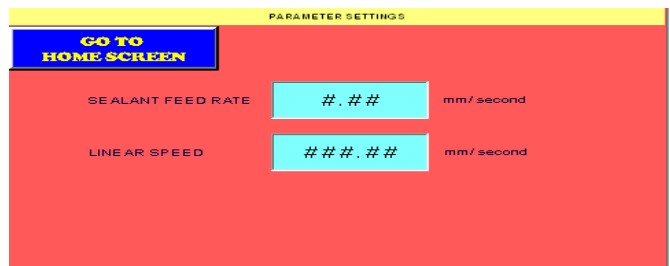 PARAMETER SETTINGS
GO TO
HOME SCREEN
SEALANT FEED RATE #.## mm/second
LINEAR SPEED ###.## mm/second